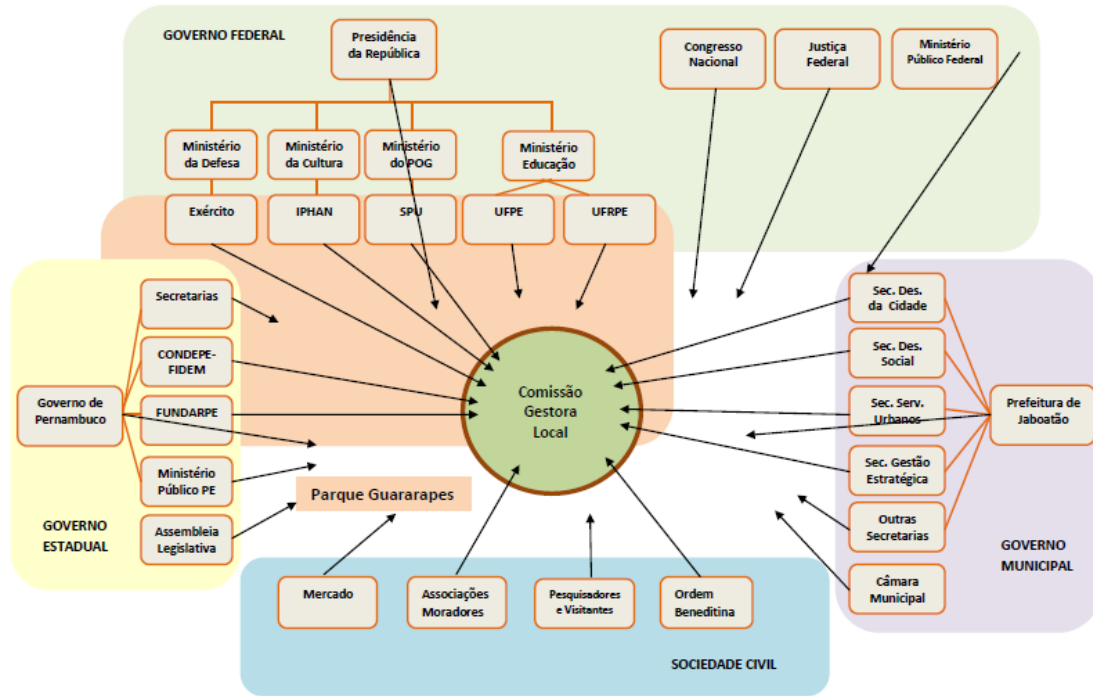 GOVERNO FEDERAL
Presidência
da República
Congresso
Nacional
Justiça
Federal
Ministério
Público Federal
Ministério
da Defesa
Ministério
da Cultura
Ministério
do POG
Ministério
Educação
Exército
IPHAN
SPU
UFPE
UFRPE
Secretarias
CONDEPE-
FIDEM
Governo de
Pernambuco
FUNDARPE
Ministério
Público PE
Assembleia
Legislativa
GOVERNO
ESTADUAL
Comissão
Gestora
Local
Parque Guararapes
Sec. Des.
da Cidade
Sec. Des.
Social
Sec. Serv.
Urbanos
Prefeitura de
Jaboatão
Sec. Gestão
Estratégica
Outras
Secretarias
Câmara
Municipal
GOVERNO
MUNICIPAL
Mercado
Associações
Moradores
Pesquisadores
e Visitantes
Ordem
Beneditina
SOCIEDADE CIVIL